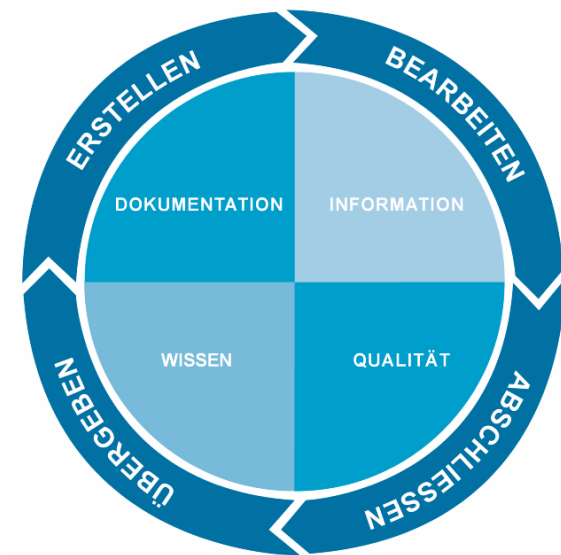 ERSTELLEN
BEARBEITEN
DOKUMENTATION
INFORMATION
WISSEN
QUALITÄT
ÜBERGEBEN
ABSCHLIESSEN